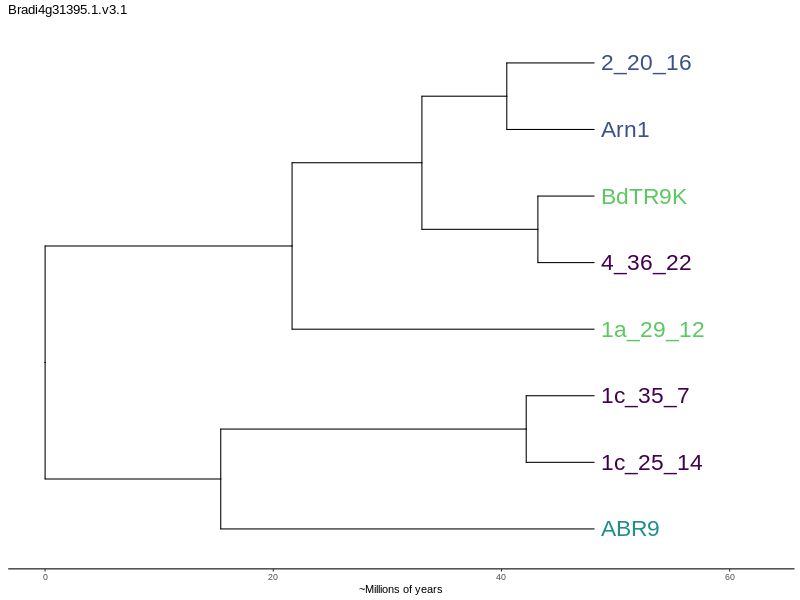 Bradi4g31395.1.v3.1
2_20_16
Arn1
BdTR9K
4_36_22
1a_29_12
1c_35_7
1c_25_14
ABR9
0 20 40 60
~Millions of years